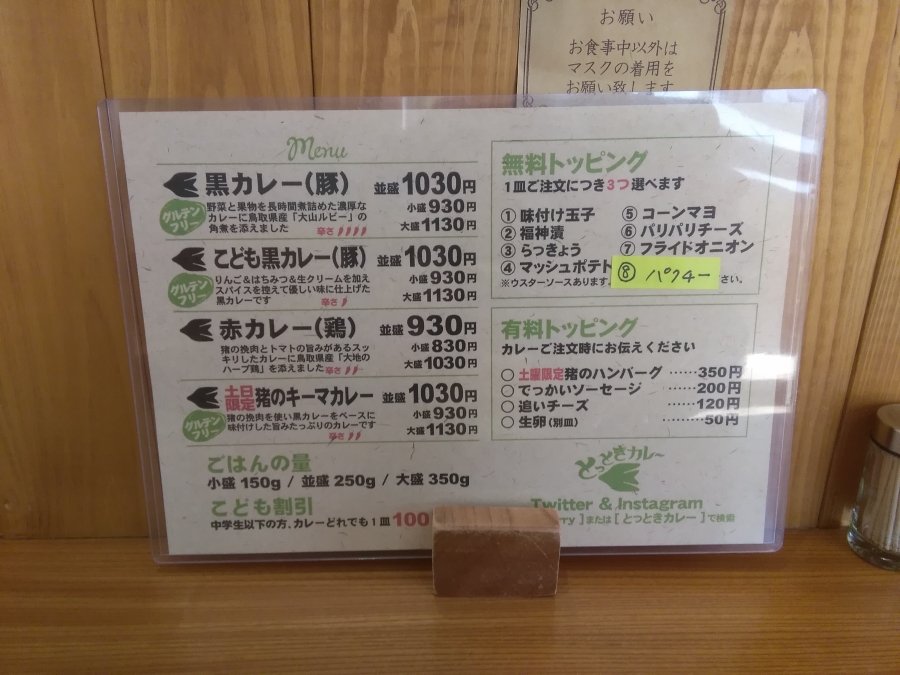 お願い
お食事中以外は
マスクの着用を
お願い致します
Menu
黒カレー(豚) 並盛1030円
グルテンフリー
野菜と果物を長時間煮詰めた濃厚な
カレーに鳥取県産「大山ルビー」の
角煮を添えました
辛さ
小盛930円
大盛1130円
こども黒カレー(豚) 並盛1030円
グルテンフリー
りんご&はちみつ&生クリームを加え
スパイスを控えて優しい味に仕上げた
黒カレーです
辛さ
小盛930円
大盛1130円
赤カレー(鶏) 並盛930円
猪の挽肉とトマトの旨みがあるスッ
キリしたカレーに鳥取県産「大地の
ハーブ鶏」を添えました
辛さ
小盛830円
大盛1030円
土日限定猪のキーマカレー 並盛1030円
グルテンフリー
猪の挽肉を使い黒カレーをベースに
味付けした旨みたっぷりのカレーです
辛さ
小盛930円
大盛1130円
ごはんの量
小盛 150g / 並盛 250g / 大盛 350g
こども割引
中学生以下の方、カレーどれでも1皿100
無料トッピング
1皿ご注文につき3つ選べます
①味付け玉子
②福神漬
③らっきょう
④マッシュポテト
⑤コーンマヨ
⑥パリパリチーズ
⑦フライドオニオン
⑧パクチー
※ウスターソースあります。
さい。
有料トッピング
カレーご注文時にお伝えください
○土曜限定猪のハンバーグ ……350円
○でっかいソーセージ ……200円
○追いチーズ ……120円
○生卵(別皿) ………50円
とっときカレー
Twitter & Instagram
rry ]または[ とっときカレー ]で検索